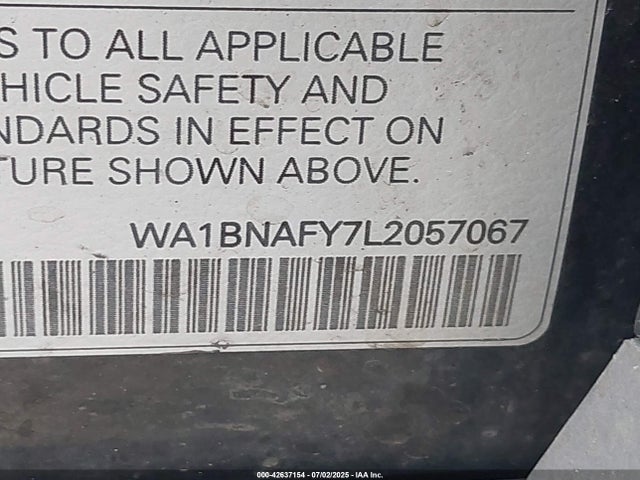 S TO ALL APPLICABLE
HICLE SAFETY AND
NDARDS IN EFFECT ON
TURE SHOWN ABOVE.
WA1BNAFY7L2057067
000-42637154 - 07/02/2025 - IAA Inc.